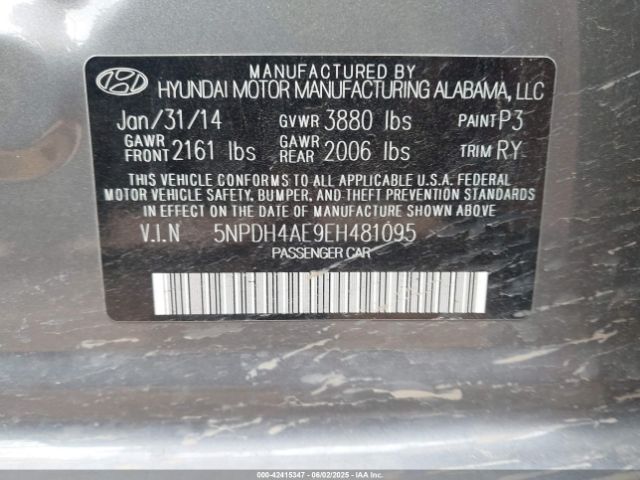 MANUFACTURED BY
HYUNDAI MOTOR MANUFACTURING ALABAMA, LLC
Jan/31/14 GVWR 3880 lbs PAINT P3
GAWR FRONT 2161 lbs GAWR REAR 2006 lbs TRIM RY
THIS VEHICLE CONFORMS TO ALL APPLICABLE U.S.A. FEDERAL
MOTOR VEHICLE SAFETY, BUMPER, AND THEFT PREVENTION STANDARDS
IN EFFECT ON THE DATE OF MANUFACTURE SHOWN ABOVE.
V.I.N 5NPDH4AE9EH481095
PASSENGER CAR
000-42415347 - 06/02/2025 - IAAI.COM